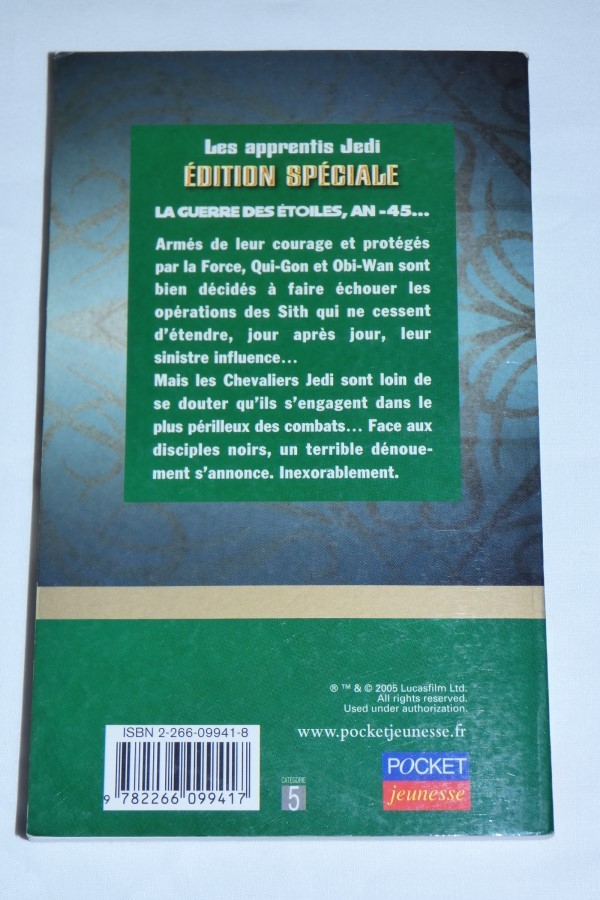 Les apprentis Jedi
ÉDITION SPÉCIALE
LA GUERRE DES ÉTOILES, AN -45...
Armés de leur courage et protégés
par la Force, Qui-Gon et Obi-Wan sont
bien décidés à faire échouer les
opérations des Sith qui ne cessent
d'étendre, jour après jour, leur
sinistre influence...
Mais les Chevaliers Jedi sont loin de
se douter qu'ils s'engagent dans le
plus périlleux des combats... Face aux
disciples noirs, un terrible dénoue-
ment s'annonce. Inexorablement.
® ™ & © 2005 Lucasfilm Ltd.
All rights reserved.
Used under authorization.
www.pocketjeunesse.fr
ISBN 2-266-09941-8
9 782266 099417
CATÉGORIE
5
POCKET
jeunesse